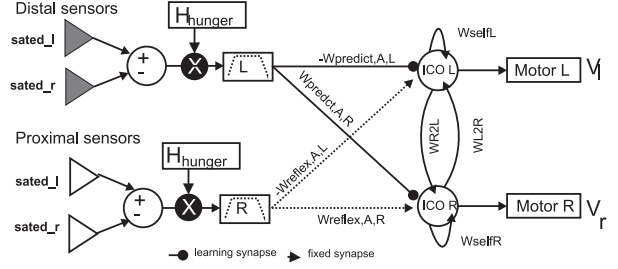 Distal sensors
sated_l
sated_r
+
-
Hhunger
X
L
-Wpredict,A,L
Wpredct,A,R
WselfL
ICO L
Motor L
Vl
WR2L
WL2R
Proximal sensors
sated_l
sated_r
+
-
Hhunger
X
R
-Wreflex,A,L
Wreflex,A,R
ICO R
WselfR
Motor R
Vr
learning synapse
fixed synapse